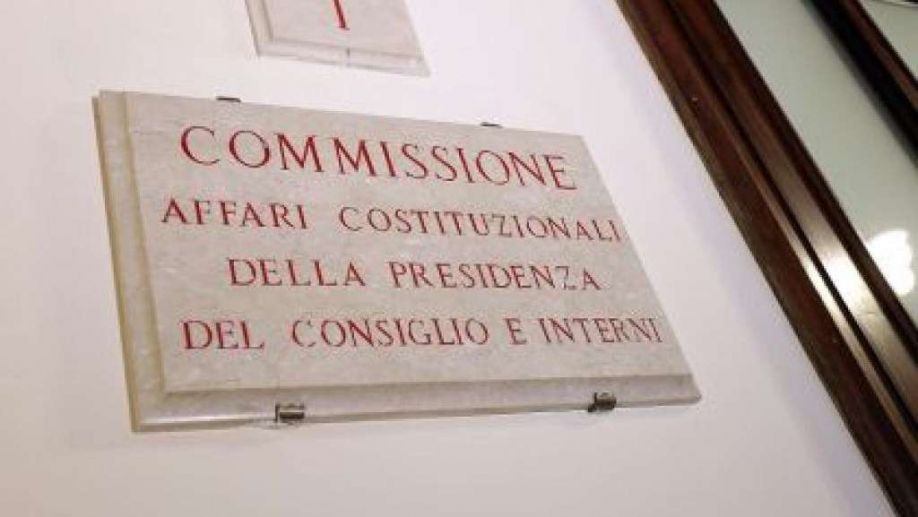 I
COMMISSIONE
AFFARI COSTITUZIONALI
DELLA PRESIDENZA
DEL CONSIGLIO E INTERNI